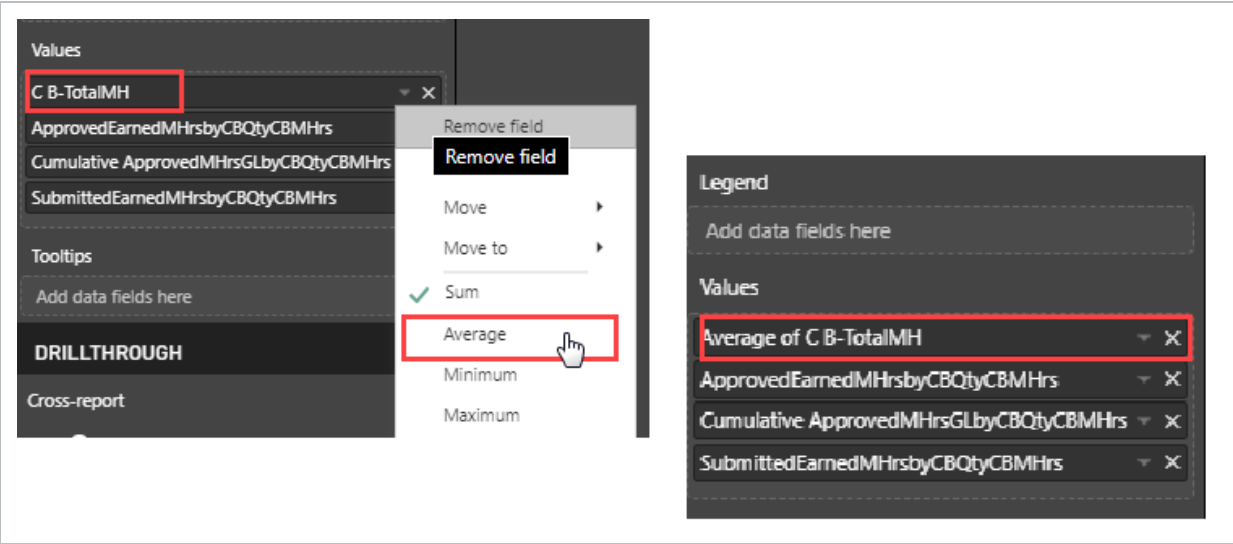 Values
C B-TotalMH
ApprovedEarnedMHrsbyCBQtyCBMHrs
Cumulative ApprovedMHrsGLbyCBQtyCBMHrs
SubmittedEarnedMHrsbyCBQtyCBMHrs
Tooltips
Add data fields here
DRILLTHROUGH
Cross-report
Remove field
Remove field
Move
Move to
Sum
Average
Minimum
Maximum
Legend
Add data fields here
Values
Average of C B-TotalMH
ApprovedEarnedMHrsbyCBQtyCBMHrs
Cumulative ApprovedMHrsGLbyCBQtyCBMHrs
SubmittedEarnedMHrsbyCBQtyCBMHrs